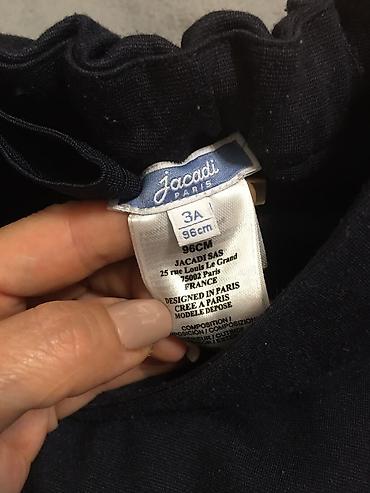 Jacadi
PARIS
3A
96cm
96CM
JACADI SAS
25 rue Louis Le Grand
75002 Paris
FRANCE
DESIGNED IN PARIS
CREE A PARIS
MODELE DEPOSE
COMPOSITION /